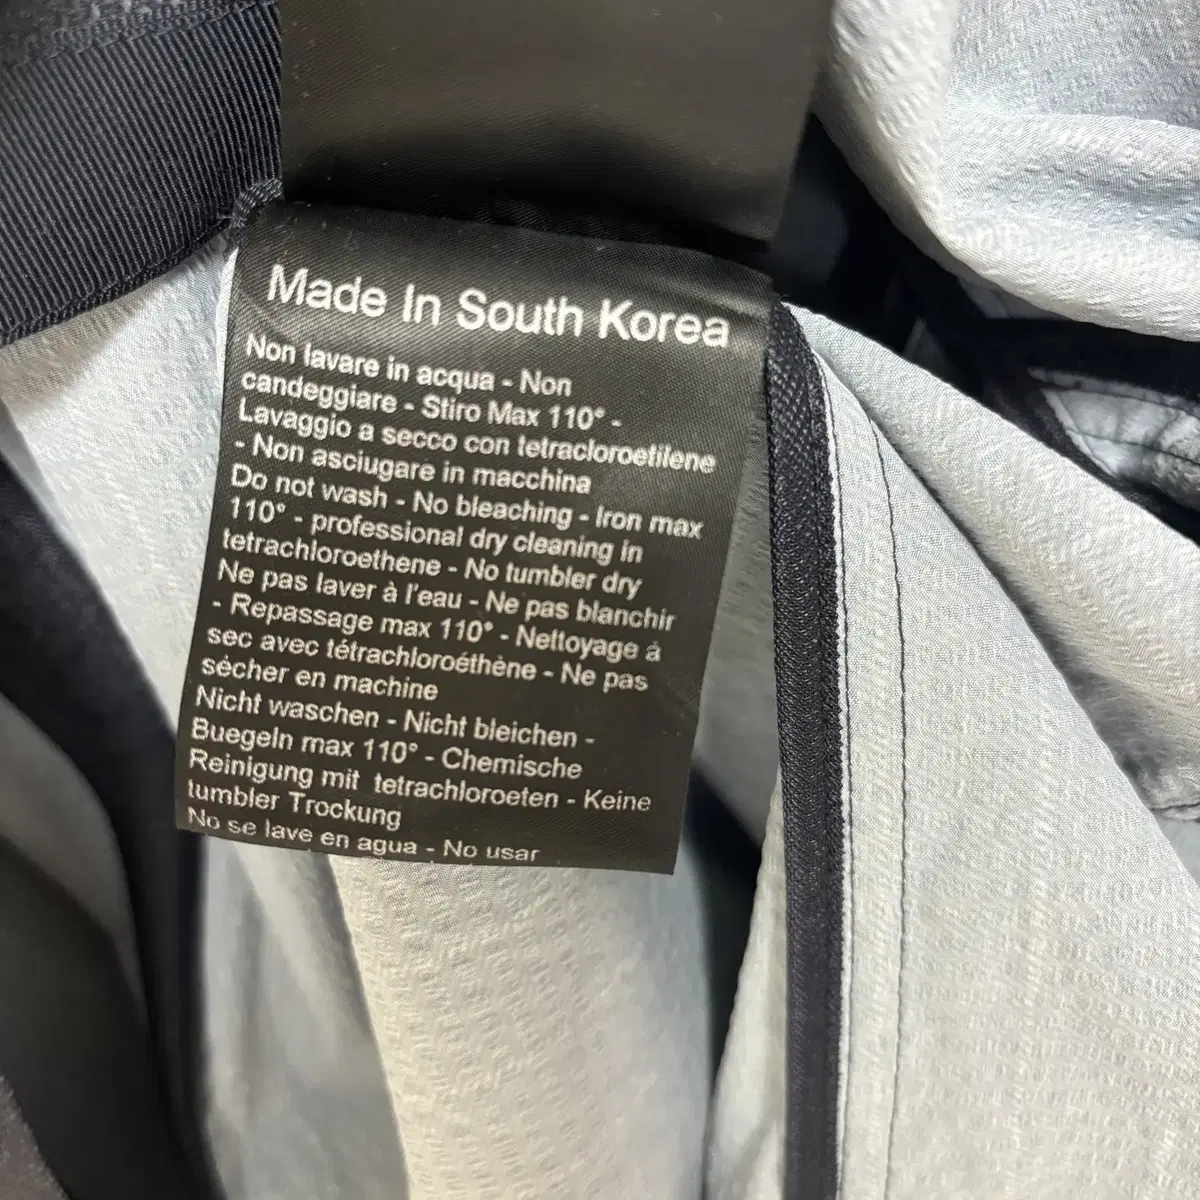 Made In South Korea
Non lavare in acqua - Non
candeggiare - Stiro Max 110° -
Lavaggio a secco con tetracloroetilene
- Non asciugare in macchina
Do not wash - No bleaching - Iron max
110° - professional dry cleaning in
tetrachloroethene - No tumbler dry
Ne pas laver à l'eau - Ne pas blanchir
- Repassage max 110° - Nettoyage à
sec avec tétrachloroéthène - Ne pas
sècher en machine
Nicht waschen - Nicht bleichen -
Buegeln max 110° - Chemische
Reinigung mit tetrachloroeten - Keine
tumbler Trockung
No se lave en agua - No usar